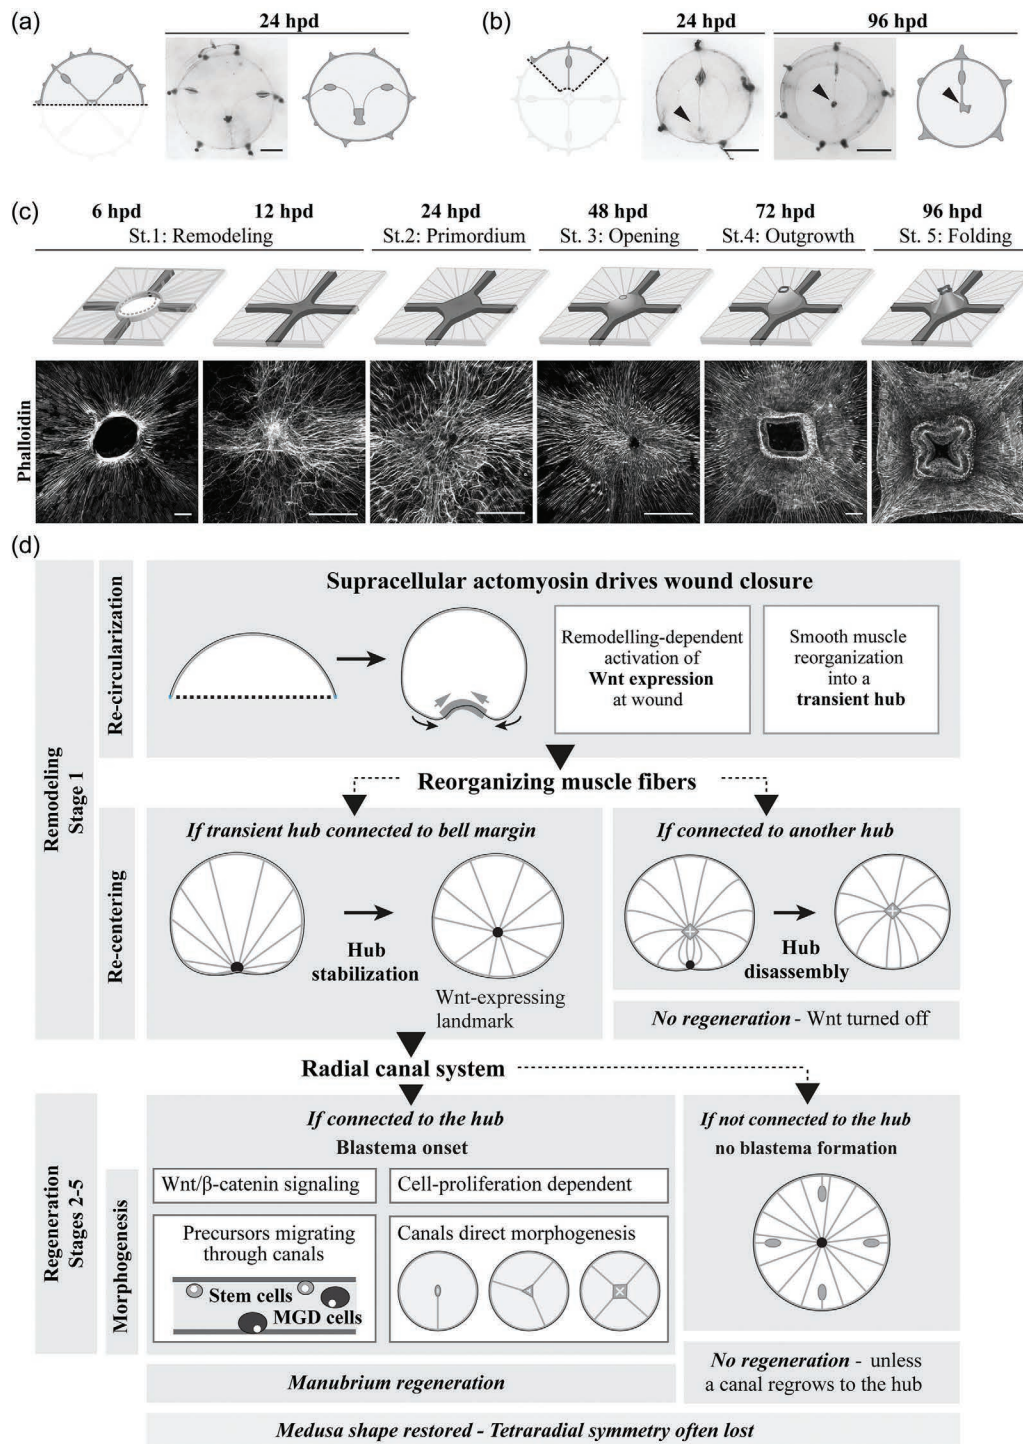 (a)
24 hpd
(b)
24 hpd
96 hpd
(c)
6 hpd
12 hpd
24 hpd
48 hpd
72 hpd
96 hpd
St.1: Remodeling
St.2: Primordium
St. 3: Opening
St.4: Outgrowth
St. 5: Folding
Phalloidin
(d)
Remodeling
Stage 1
Re-circularization
Supracellular actomyosin drives wound closure
Remodelling-dependent
activation of
Wnt expression
at wound
Smooth muscle
reorganization
into a
transient hub
Reorganizing muscle fibers
Re-centering
If transient hub connected to bell margin
Hub
stabilization
Wnt-expressing
landmark
If connected to another hub
Hub
disassembly
No regeneration - Wnt turned off
Radial canal system
Regeneration
Stages 2-5
Morphogenesis
If connected to the hub
Blastema onset
Wnt/β-catenin signaling
Cell-proliferation dependent
Precursors migrating
through canals
Stem cells
MGD cells
Canals direct morphogenesis
If not connected to the hub
no blastema formation
Manubrium regeneration
No regeneration - unless
a canal regrows to the hub
Medusa shape restored - Tetraradial symmetry often lost